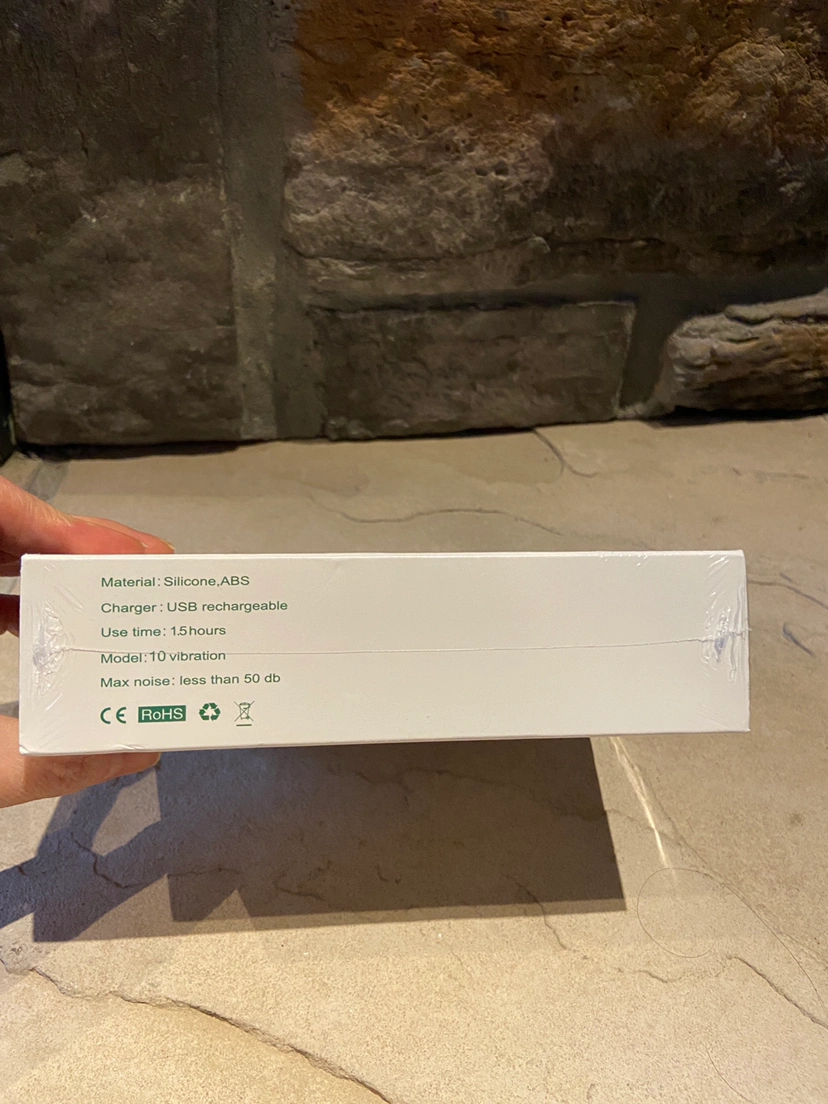 Material: Silicone,ABS
Charger : USB rechargeable
Use time: 1.5hours
Model: 10 vibration
Max noise: less than 50 db
CE RoHS